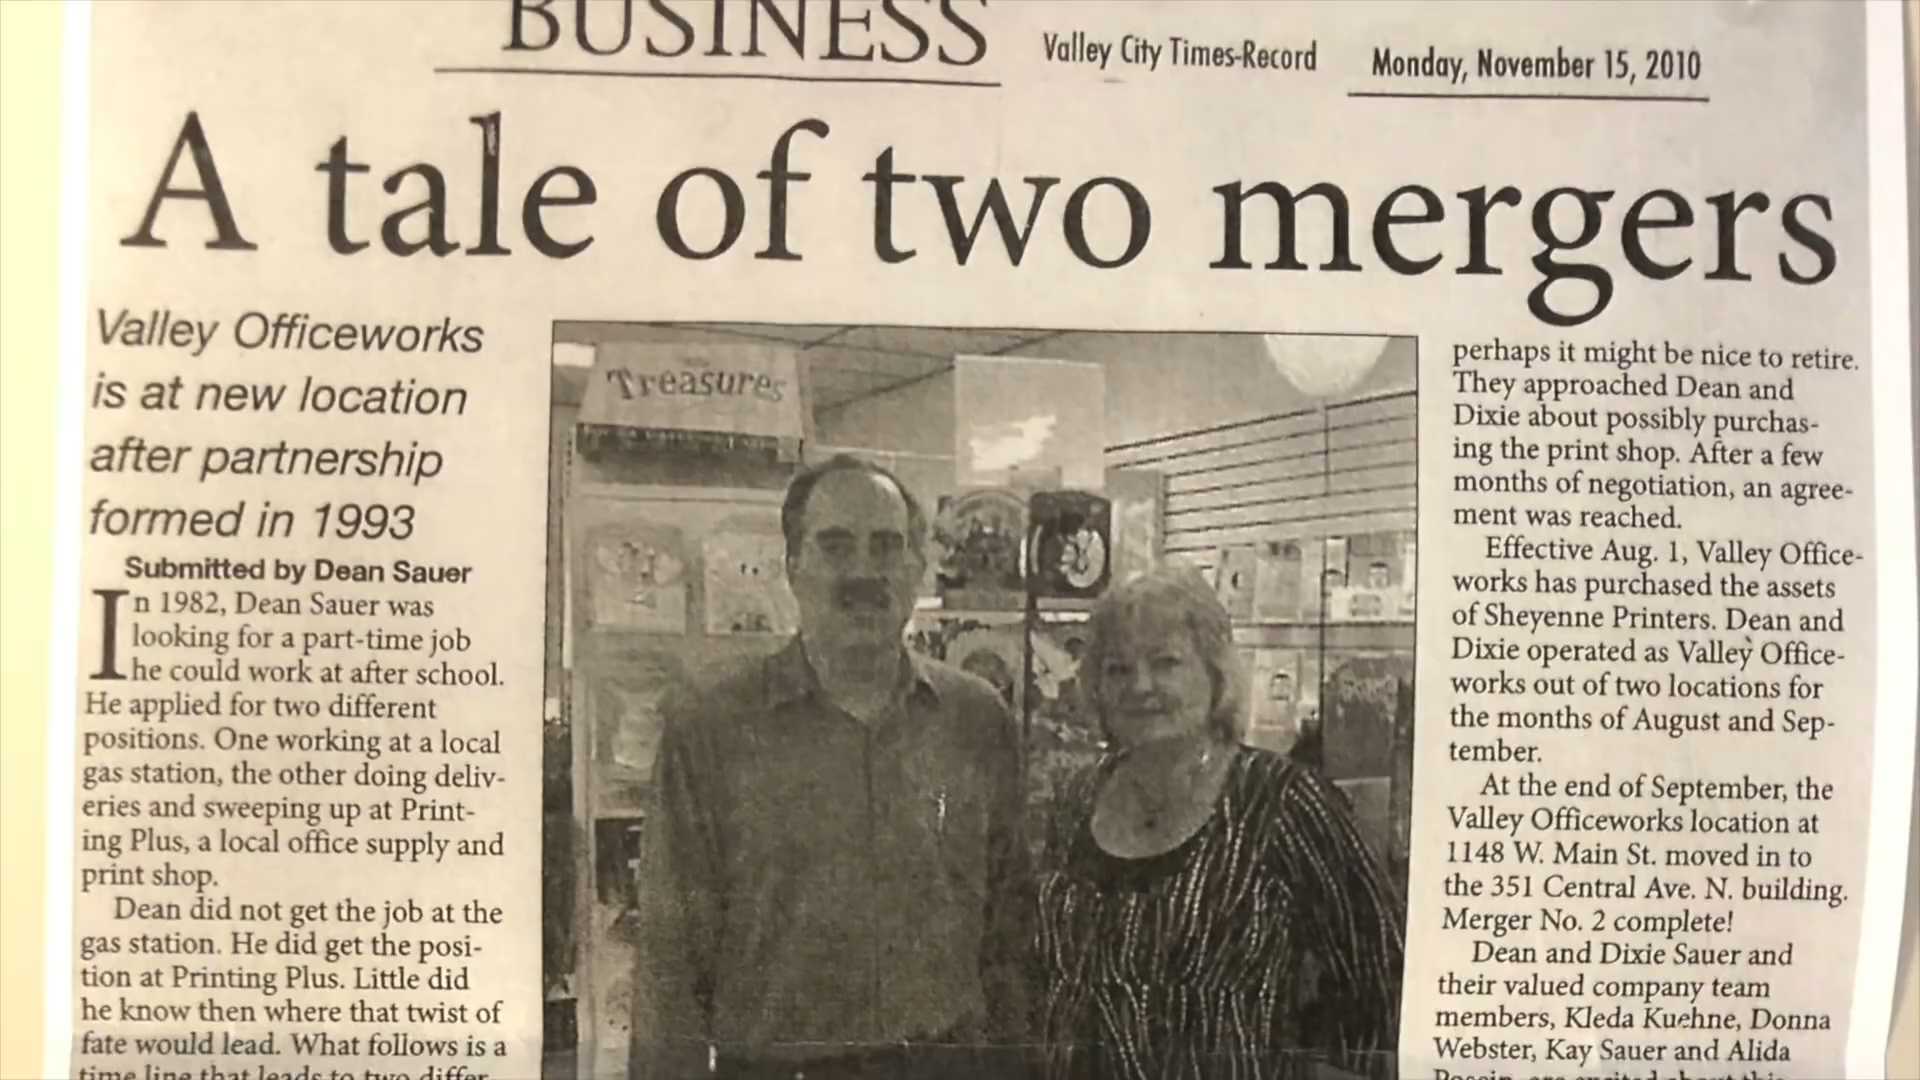 BUSINESS
Valley City Times-Record
Monday, November 15, 2010
A tale of two mergers
Valley Officeworks
is at new location
after partnership
formed in 1993
Submitted by Dean Sauer
In 1982, Dean Sauer was
looking for a part-time job
he could work at after school.
He applied for two different
positions. One working at a local
gas station, the other doing deliv-
eries and sweeping up at Print-
ing Plus, a local office supply and
print shop.
Dean did not get the job at the
gas station. He did get the posi-
tion at Printing Plus. Little did
he know then where that twist of
fate would lead. What follows is a
time line that leads to two differ-
Treasures
perhaps it might be nice to retire.
They approached Dean and
Dixie about possibly purchas-
ing the print shop. After a few
months of negotiation, an agree-
ment was reached.
Effective Aug. 1, Valley Office-
works has purchased the assets
of Sheyenne Printers. Dean and
Dixie operated as Valley Office-
works out of two locations for
the months of August and Sep-
tember.
At the end of September, the
Valley Officeworks location at
1148 W. Main St. moved in to
the 351 Central Ave. N. building.
Merger No. 2 complete!
Dean and Dixie Sauer and
their valued company team
members, Kleda Kuehne, Donna
Webster, Kay Sauer and Alida
are excited about this